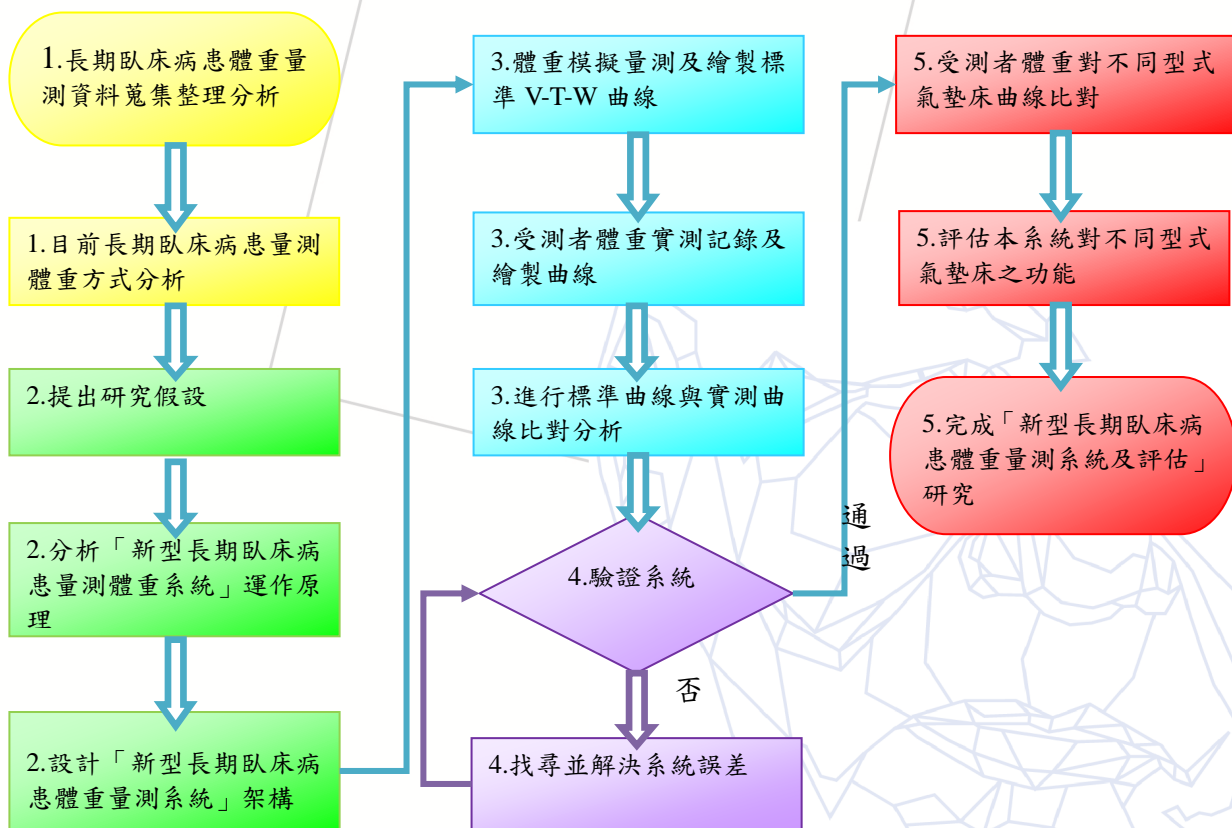 1.長期臥床病患體重量
測資料蒐集整理分析
1.目前長期臥床病患量測
體重方式分析
2.提出研究假設
2.分析「新型長期臥床病
患量測體重系統」運作原
理
2.設計「新型長期臥床病
患體重量測系統」架構
3.體重模擬量測及繪製標
準 V-T-W 曲線
3.受測者體重實測記錄及
繪製曲線
3.進行標準曲線與實測曲
線比對分析
4.驗證系統
否
4.找尋並解決系統誤差
通
過
5.受測者體重對不同型式
氣墊床曲線比對
5.評估本系統對不同型式
氣墊床之功能
5.完成「新型長期臥床病
患體重量測系統及評估」
研究